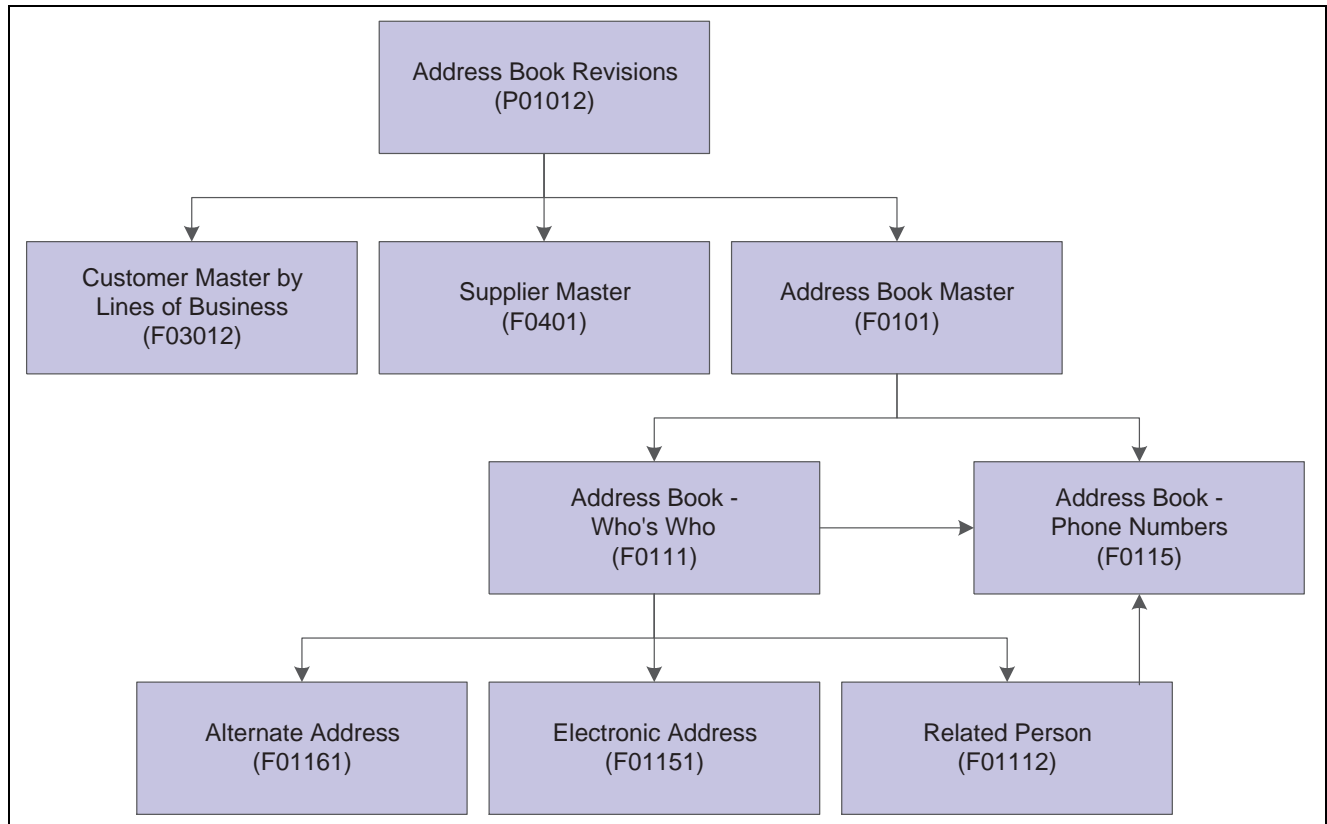 Address Book Revisions
(P01012)
Customer Master by
Lines of Business
(F03012)
Supplier Master
(F0401)
Address Book Master
(F0101)
Address Book -
Who's Who
(F0111)
Address Book -
Phone Numbers
(F0115)
Alternate Address
(F01161)
Electronic Address
(F01151)
Related Person
(F01112)